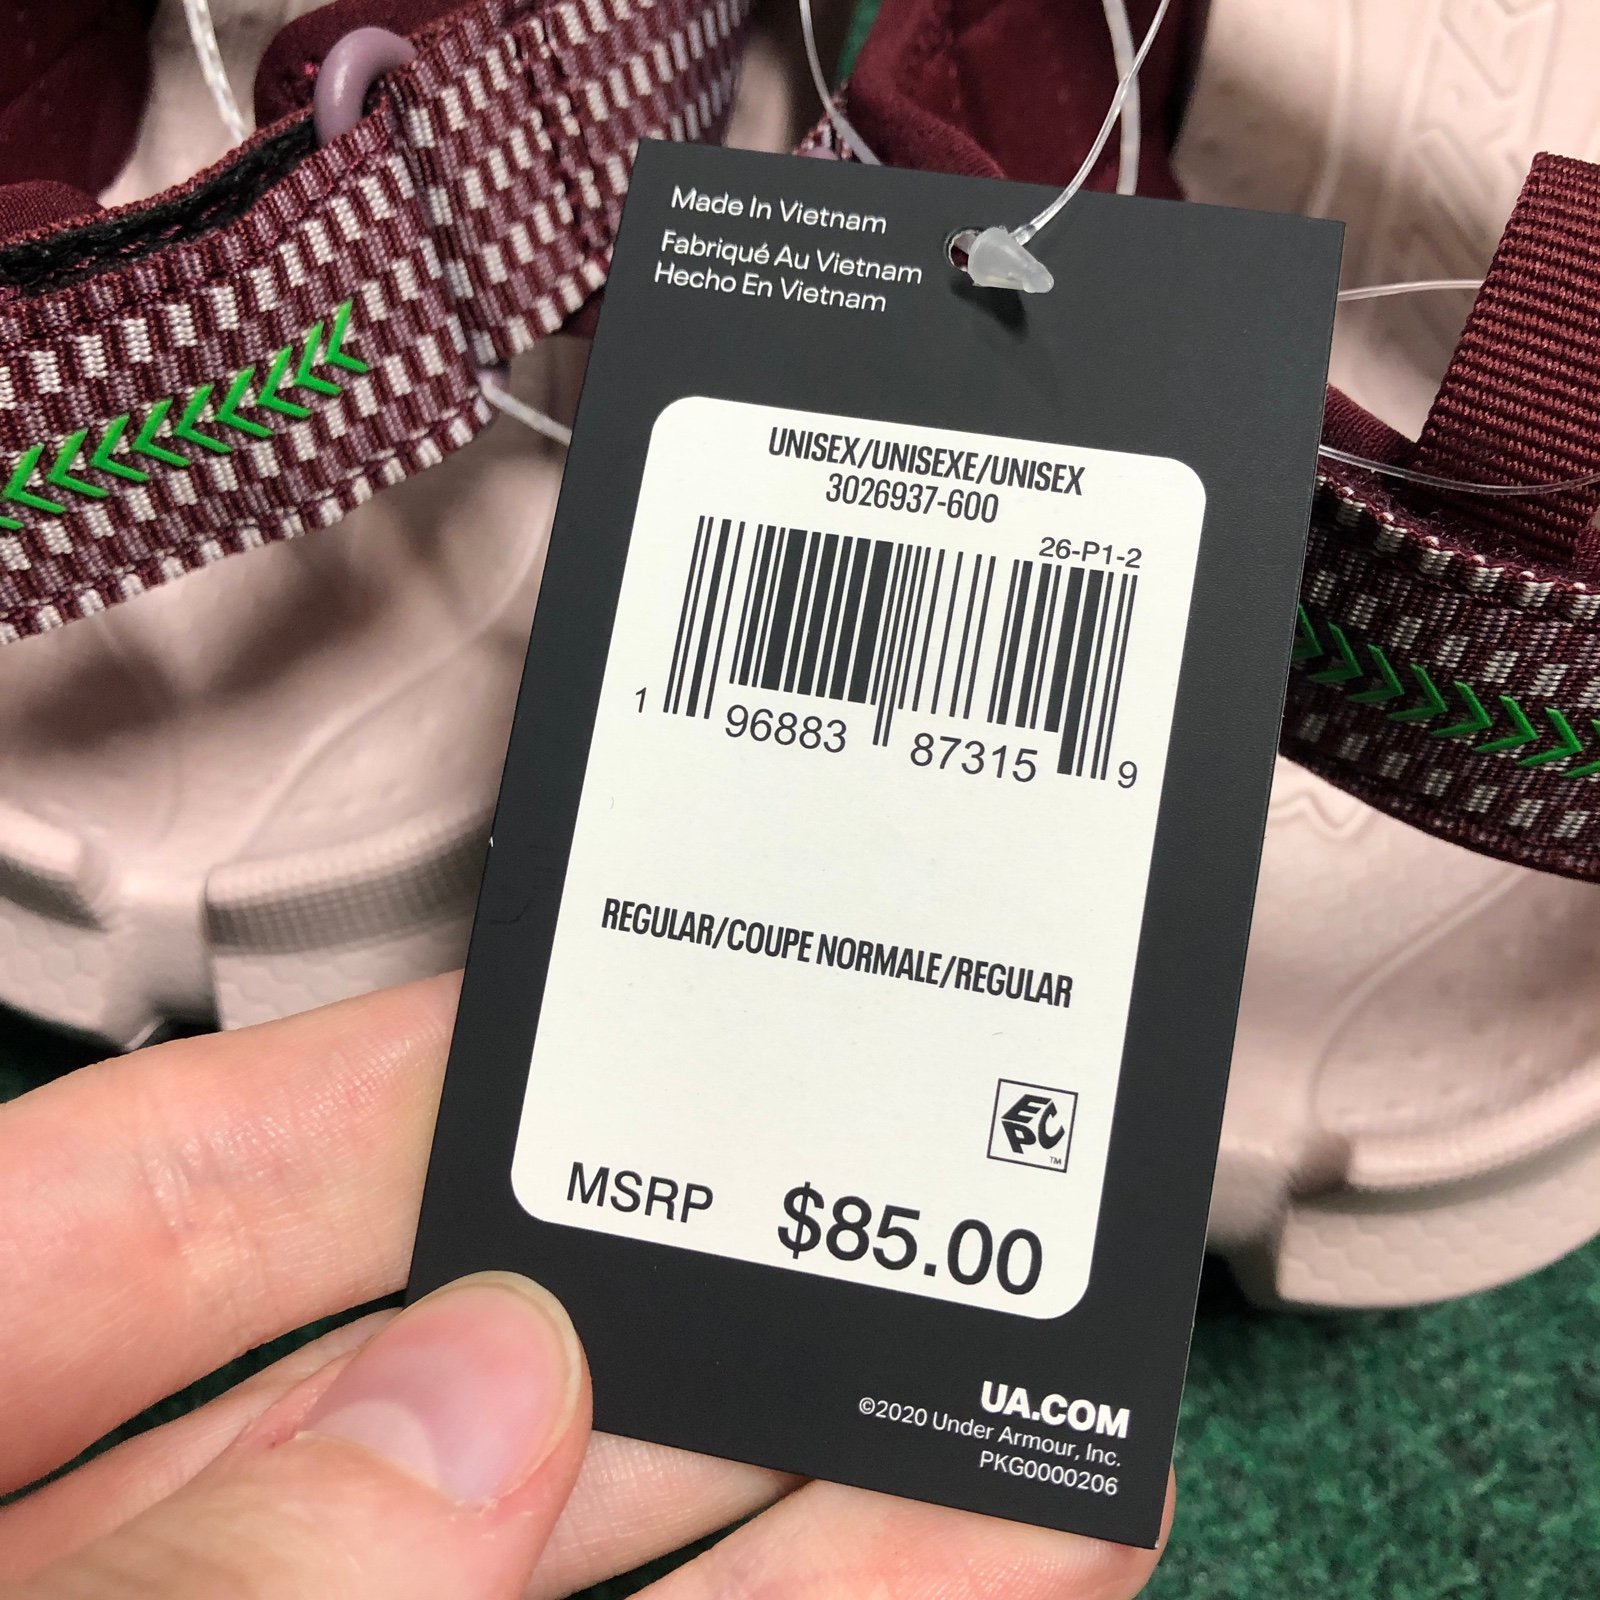 Made In Vietnam
Fabriqué Au Vietnam
Hecho En Vietnam
UNISEX/UNISEXE/UNISEX
3026937-600
26-P1-2
1 96883 87315 9
REGULAR/COUPE NORMALE/REGULAR
EPC™
MSRP $85.00
UA.COM
©2020 Under Armour, Inc.
PKG0000206